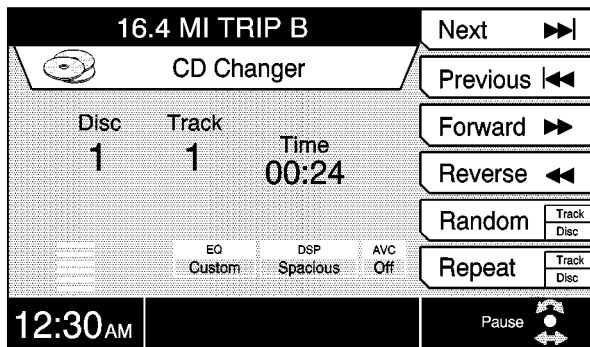 16.4 MI TRIP B
CD Changer
Disc Track Time
1 1 00:24
EQ DSP AVC
Custom Spacious Off
Next
Previous
Forward
Reverse
Random Track
Disc
Repeat Track
Disc
12:30AM
Pause